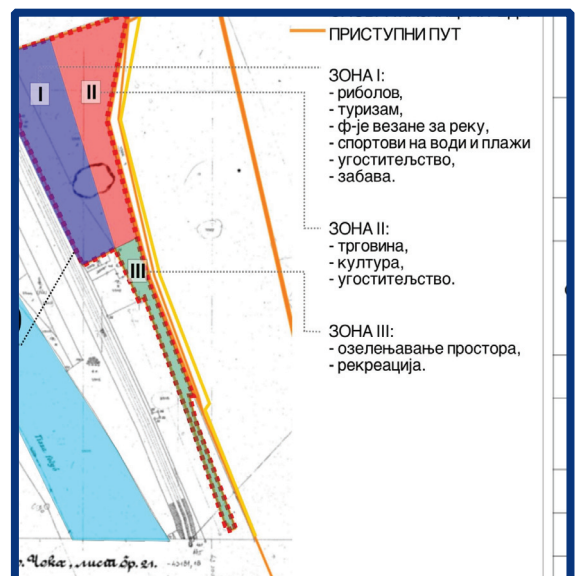 ПРИСТУПНИ ПУТ
ЗОНА I:
- риболов,
- туризам,
- ф-је везане за реку,
- спортови на води и плажи
- угоститељство,
- забава.
ЗОНА II:
- трговина,
- култура,
- угоститељство.
ЗОНА III:
- озелењавање простора,
- рекреација.
I
II
III
Чока, лист бр. 21.